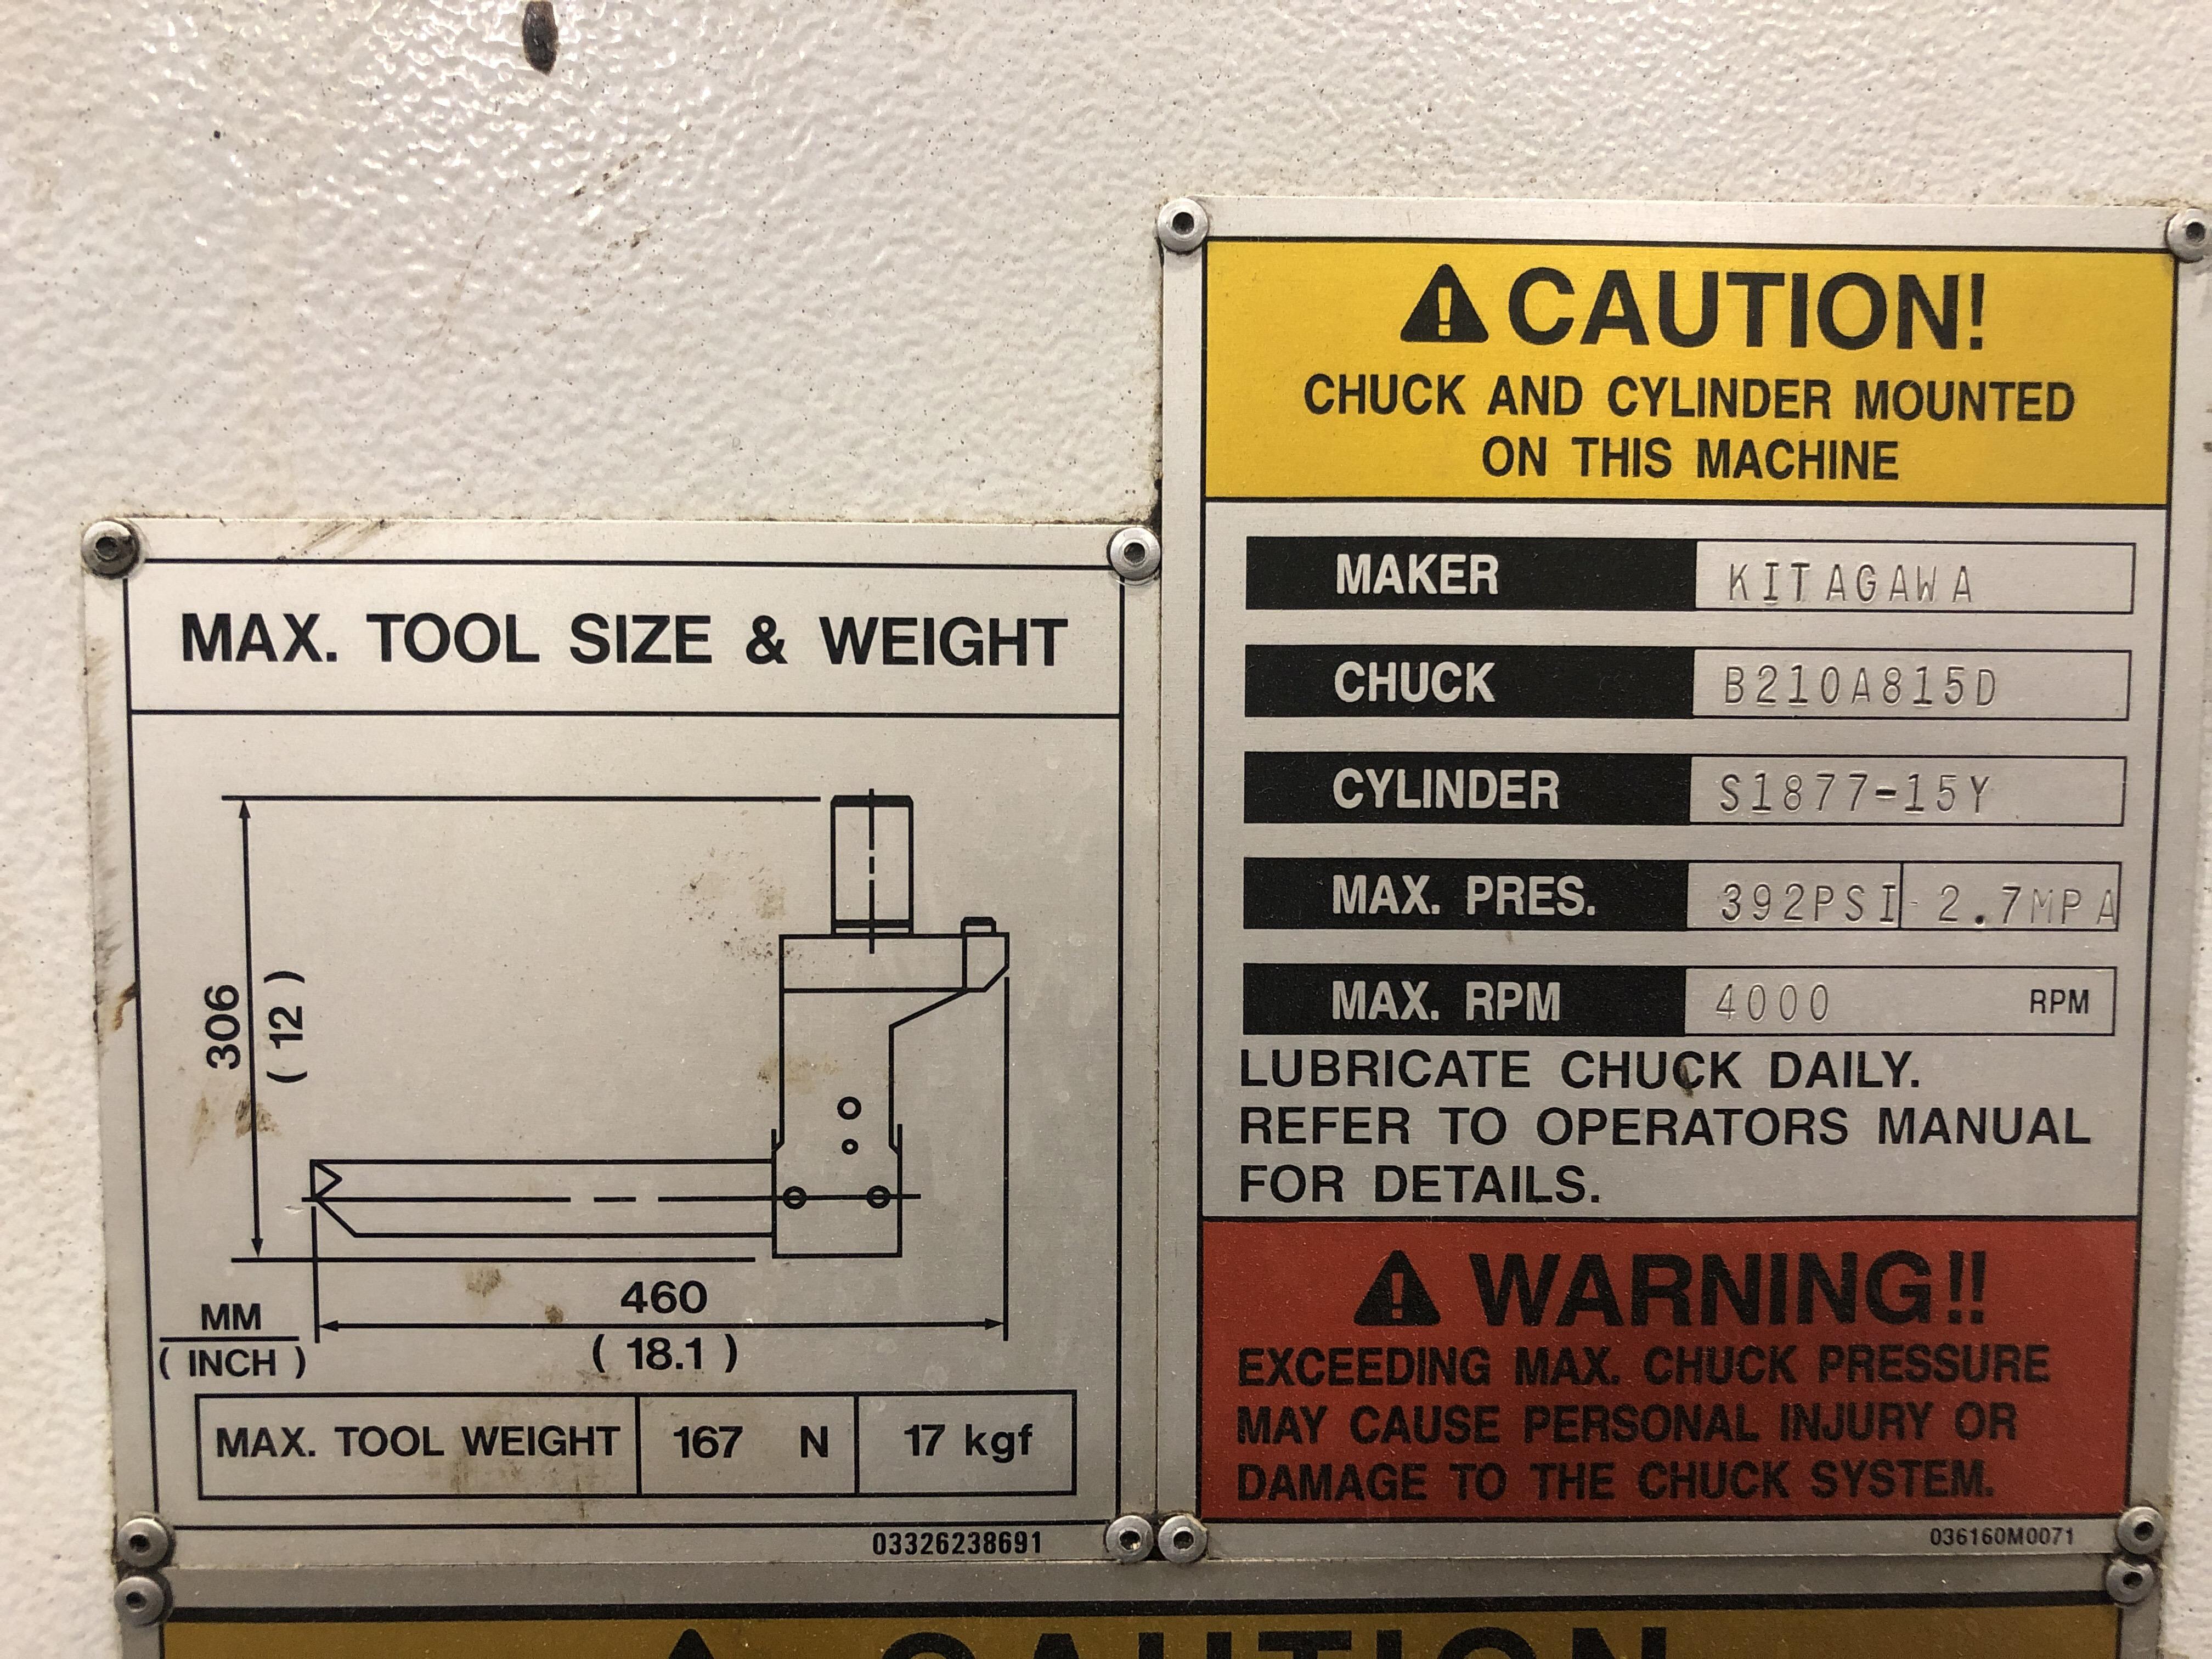 MAX. TOOL SIZE & WEIGHT
306
( 12 )
460
( 18.1 )
MM
( INCH )
MAX. TOOL WEIGHT 167 N 17 kgf
03326238691
CAUTION!
CHUCK AND CYLINDER MOUNTED
ON THIS MACHINE
MAKER KITAGAWA
CHUCK B210A815D
CYLINDER S1877-15Y
MAX. PRES. 392PSI 2.7MPA
MAX. RPM 4000 RPM
LUBRICATE CHUCK DAILY.
REFER TO OPERATORS MANUAL
FOR DETAILS.
WARNING!!
EXCEEDING MAX. CHUCK PRESSURE
MAY CAUSE PERSONAL INJURY OR
DAMAGE TO THE CHUCK SYSTEM.
036160M0071
CAUTION